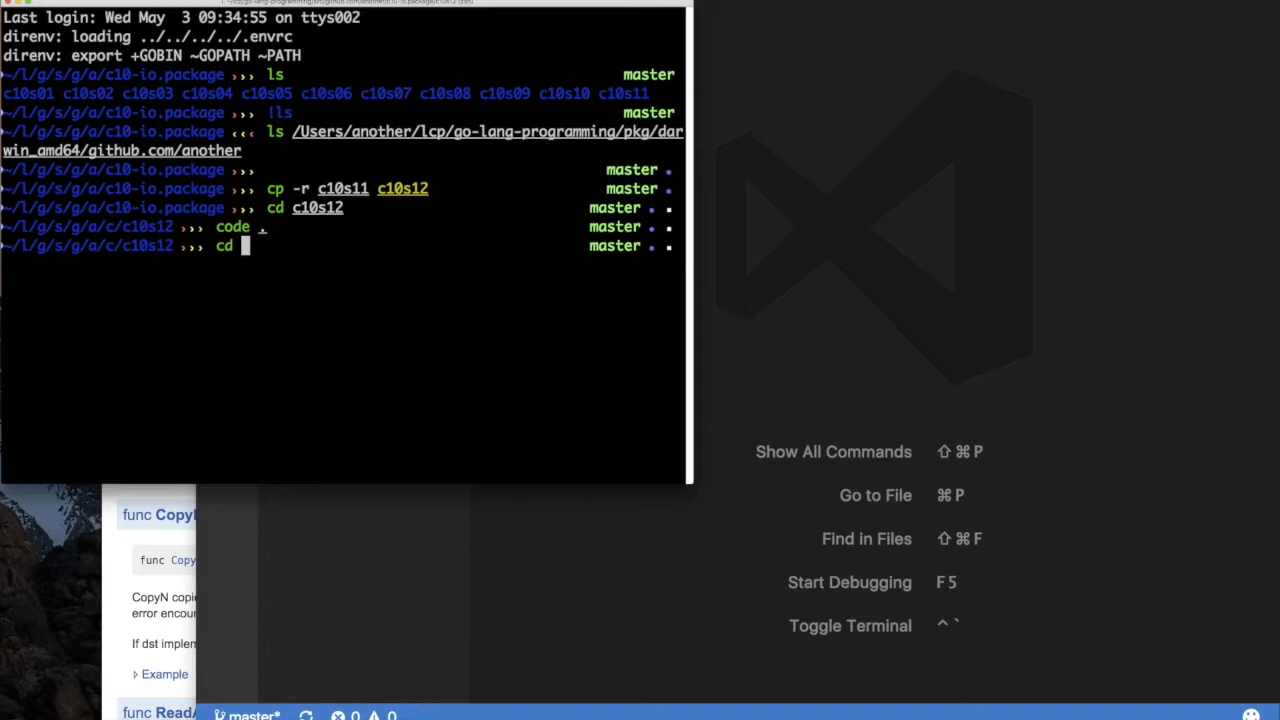 Last login: Wed May  3 09:34:55 on ttys002
direnv: loading ../../../../.envrc
direnv: export +GOBIN ~GOPATH ~PATH
~/l/g/s/g/a/c10-io.package ››› ls master
c10s01 c10s02 c10s03 c10s04 c10s05 c10s06 c10s07 c10s08 c10s09 c10s10 c10s11
~/l/g/s/g/a/c10-io.package ››› !ls master
~/l/g/s/g/a/c10-io.package ‹‹‹ ls /Users/another/lcp/go-lang-programming/pkg/dar
win_amd64/github.com/another
~/l/g/s/g/a/c10-io.package ››› master
~/l/g/s/g/a/c10-io.package ››› cp -r c10s11 c10s12 master
~/l/g/s/g/a/c10-io.package ››› cd c10s12 master
~/l/g/s/g/a/c/c10s12 ››› code . master
~/l/g/s/g/a/c/c10s12 ››› cd master
Show All Commands ⇧⌘P
Go to File ⌘P
Find in Files ⇧⌘F
Start Debugging F5
Toggle Terminal ^`
func Copy
func Copy
CopyN copie
error encour
If dst implen
Example
func Read
master* 0 0